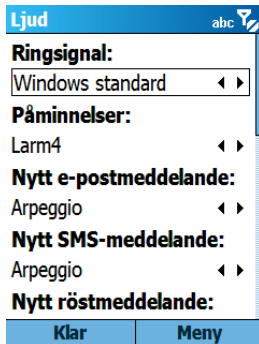 Ljud abc
Ringsignal:
Windows standard
Påminnelser:
Larm4
Nytt e-postmeddelande:
Arpeggio
Nytt SMS-meddelande:
Arpeggio
Nytt röstmeddelande:
Klar Meny